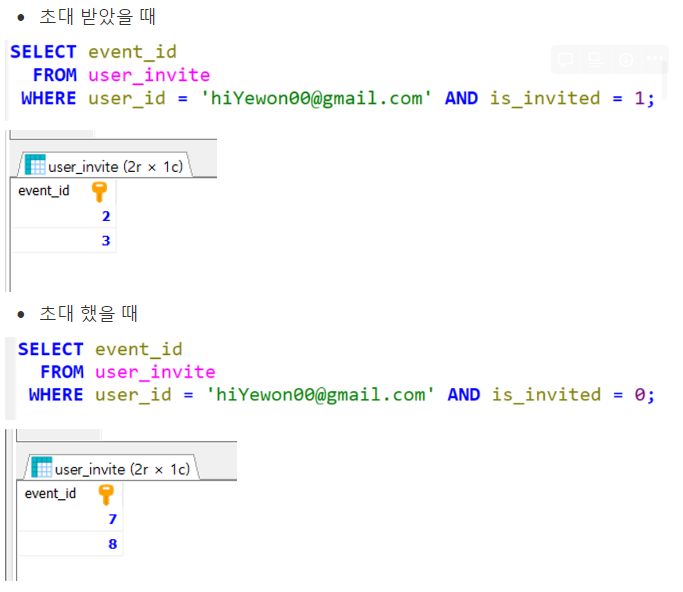 초대 받았을 때
SELECT event_id
FROM user_invite
WHERE user_id = 'hiYewon00@gmail.com' AND is_invited = 1;
user_invite (2r × 1c)
event_id
2
3
초대 했을 때
SELECT event_id
FROM user_invite
WHERE user_id = 'hiYewon00@gmail.com' AND is_invited = 0;
user_invite (2r × 1c)
event_id
7
8